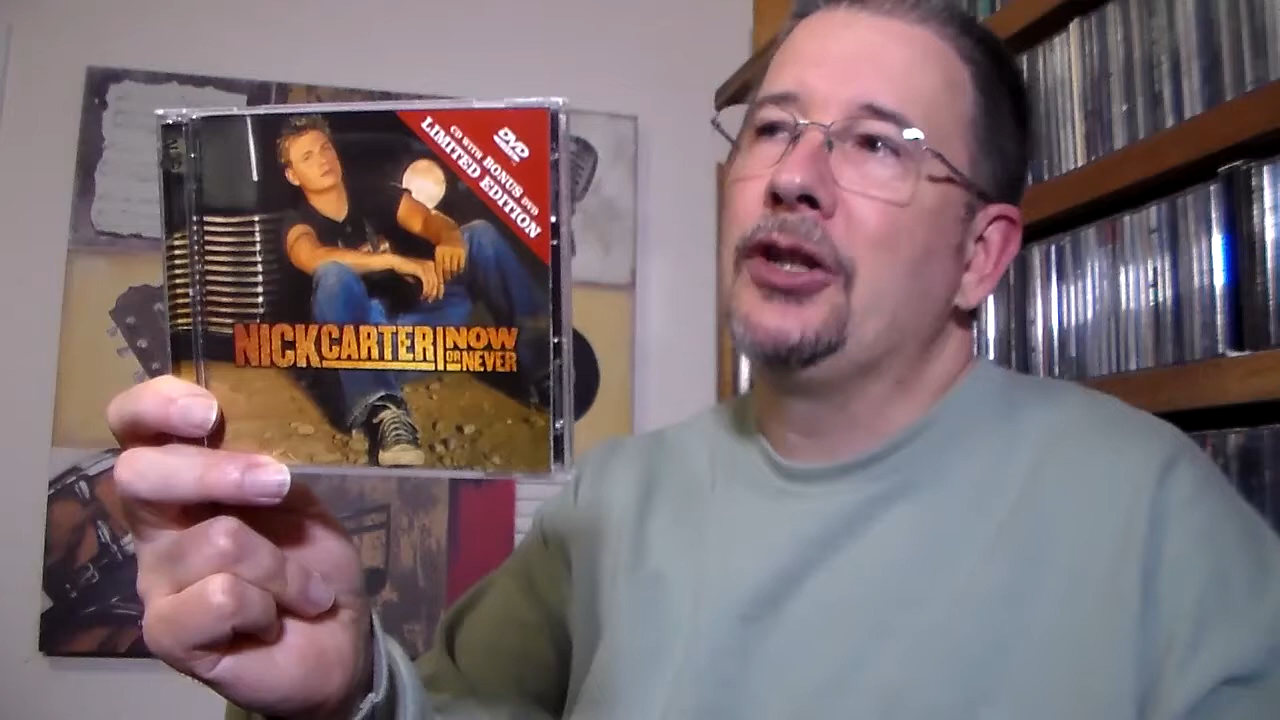 DVD
CD WITH BONUS DVD
LIMITED EDITION
NICK CARTER NOW
OR NEVER